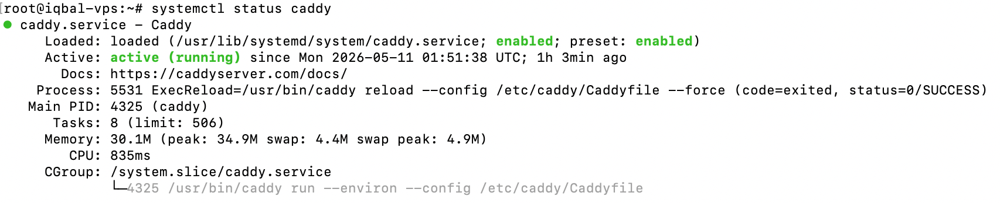 [root@iqbal-vps:~# systemctl status caddy
● caddy.service - Caddy
     Loaded: loaded (/usr/lib/systemd/system/caddy.service; enabled; preset: enabled)
     Active: active (running) since Mon 2026-05-11 01:51:38 UTC; 1h 3min ago
       Docs: https://caddyserver.com/docs/
    Process: 5531 ExecReload=/usr/bin/caddy reload --config /etc/caddy/Caddyfile --force (code=exited, status=0/SUCCESS)
   Main PID: 4325 (caddy)
      Tasks: 8 (limit: 506)
     Memory: 30.1M (peak: 34.9M swap: 4.4M swap peak: 4.9M)
        CPU: 835ms
     CGroup: /system.slice/caddy.service
             └─4325 /usr/bin/caddy run --environ --config /etc/caddy/Caddyfile